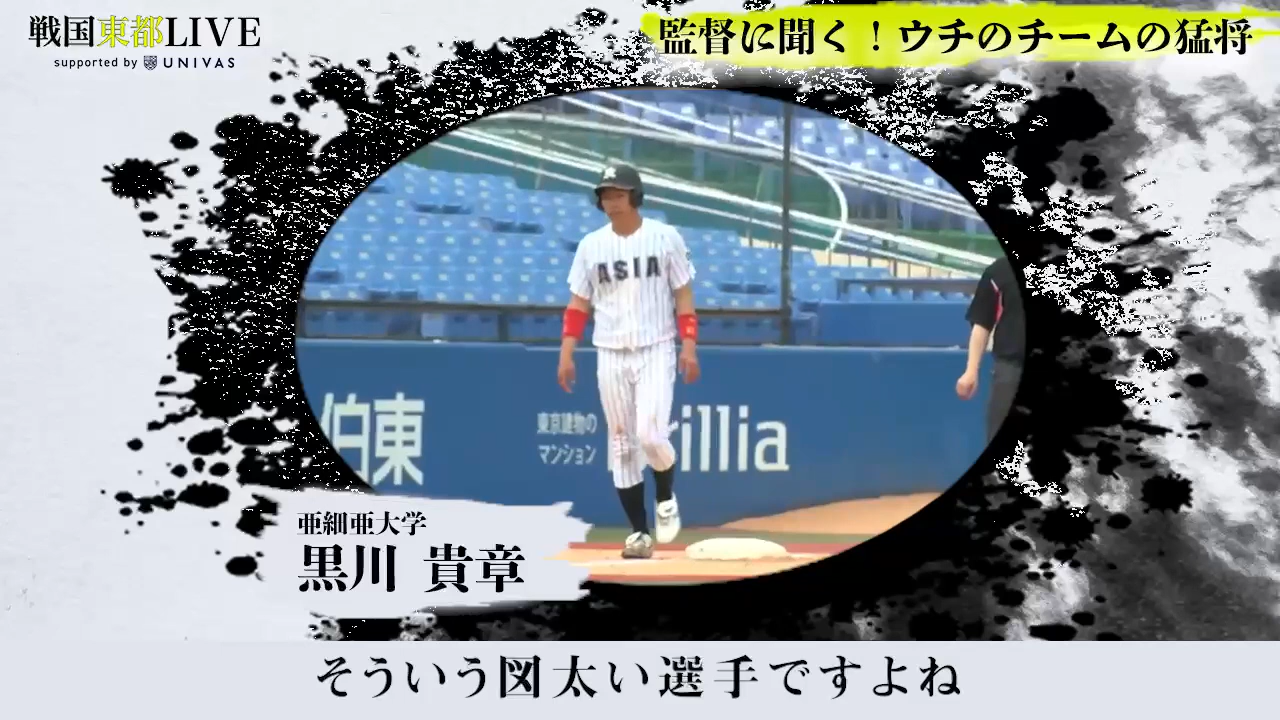 戦国東都LIVE
supported by UNIVAS
監督に聞く!ウチのチームの猛将
ASIA
伯東
東京建物の
マンション
illia
亜細亜大学
黒川 貴章
そういう図太い選手ですよね